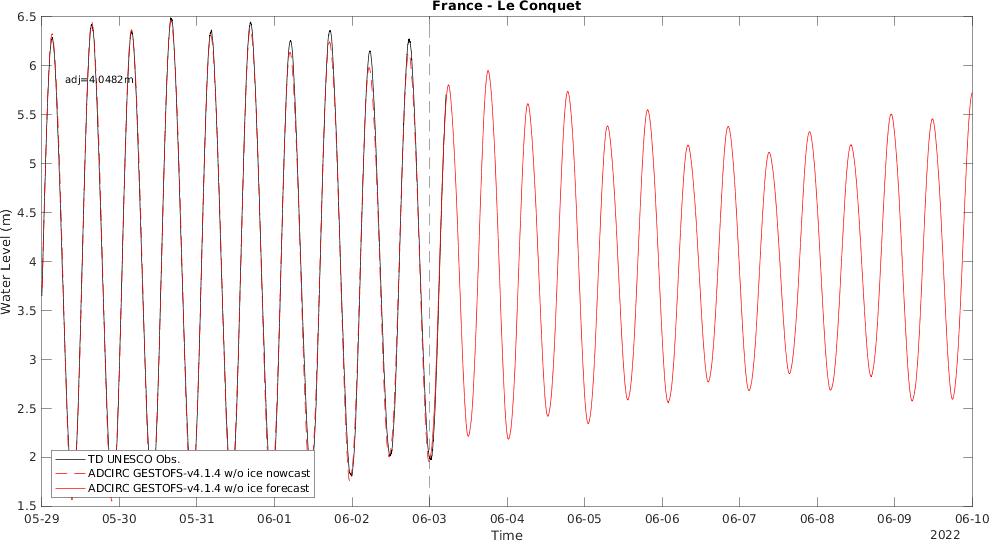 France - Le Conquet
6.5
6
adj=4.0482m
5.5
5
4.5
4
3.5
3
2.5
2
1.5
Water Level (m)
TD UNESCO Obs.
ADCIRC GESTOFS-v4.1.4 w/o ice nowcast
ADCIRC GESTOFS-v4.1.4 w/o ice forecast
05-29 05-30 05-31 06-01 06-02 06-03 06-04 06-05 06-06 06-07 06-08 06-09 06-10
Time
2022